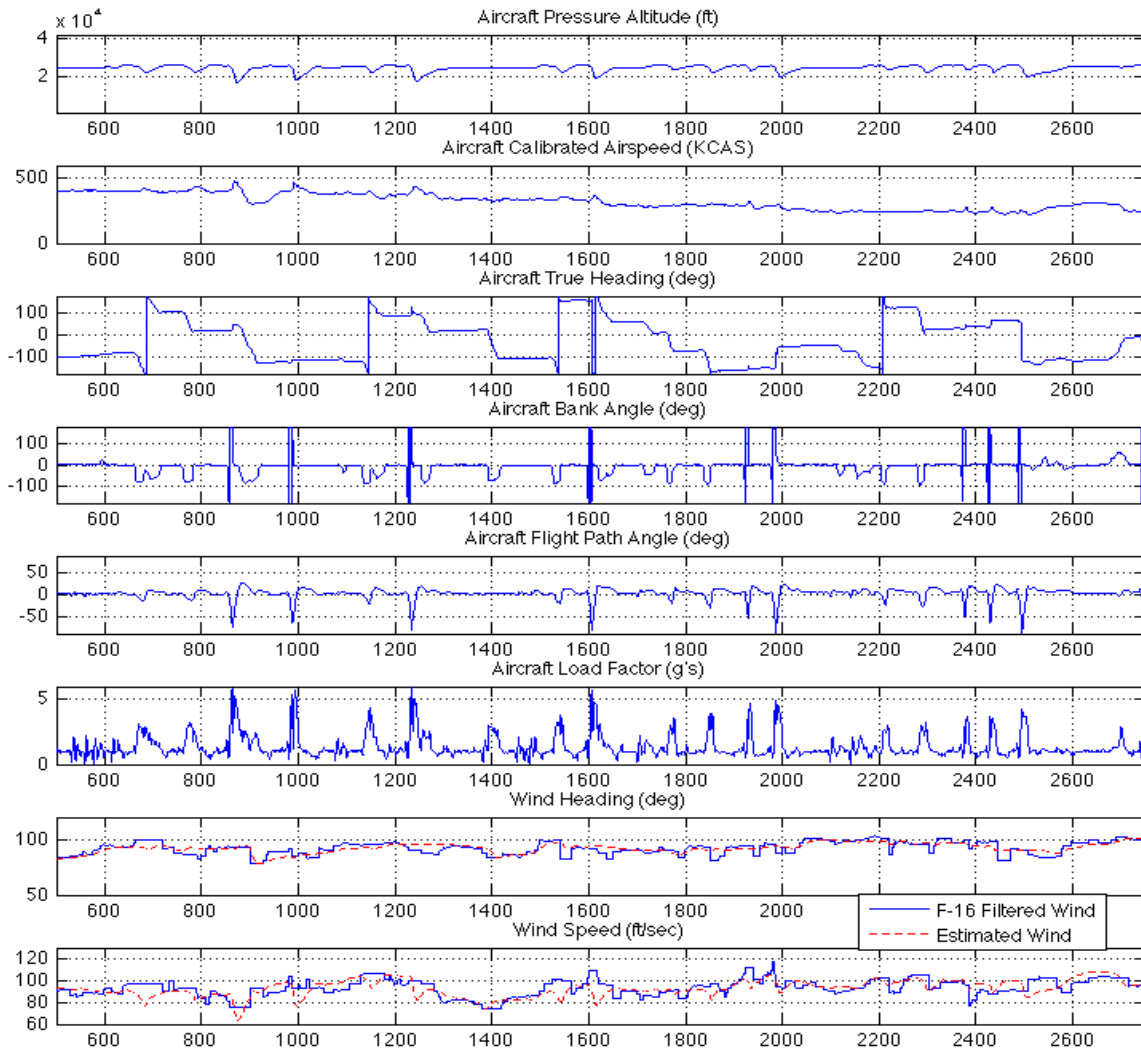 Aircraft Pressure Altitude (ft)
x 10⁴
4
2
600 800 1000 1200 1400 1600 1800 2000 2200 2400 2600
Aircraft Calibrated Airspeed (KCAS)
500
0
600 800 1000 1200 1400 1600 1800 2000 2200 2400 2600
Aircraft True Heading (deg)
100
0
-100
600 800 1000 1200 1400 1600 1800 2000 2200 2400 2600
Aircraft Bank Angle (deg)
100
0
-100
600 800 1000 1200 1400 1600 1800 2000 2200 2400 2600
Aircraft Flight Path Angle (deg)
50
0
-50
600 800 1000 1200 1400 1600 1800 2000 2200 2400 2600
Aircraft Load Factor (g's)
5
0
600 800 1000 1200 1400 1600 1800 2000 2200 2400 2600
Wind Heading (deg)
100
50
600 800 1000 1200 1400 1600 1800 2000 2200 2400 2600
F-16 Filtered Wind
Estimated Wind
Wind Speed (ft/sec)
120
100
80
60
600 800 1000 1200 1400 1600 1800 2000 2200 2400 2600